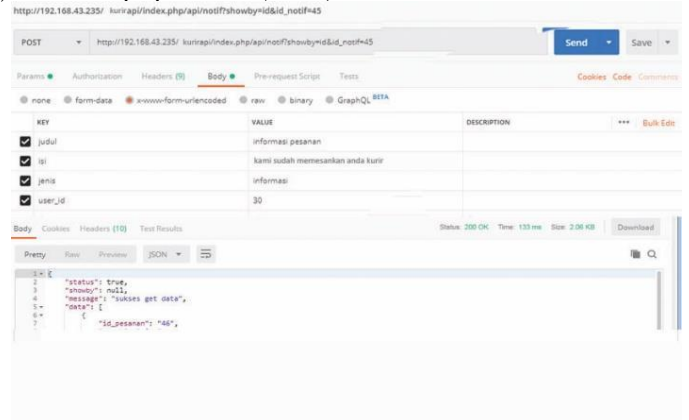 http://192.168.43.235/ kurirapi/index.php/api/notif?showby=id&id_notif=45
POST http://192.168.43.235/ kurirapi/index.php/api/notif?showby=id&id_notif=45 Send Save
Params Authorization Headers (9) Body Pre-request Script Tests Cookies Code Comments
none form-data x-www-form-urlencoded raw binary GraphQL BETA
KEY VALUE DESCRIPTION ... Bulk Edit
judul informasi pesanan
isi kami sudah memesankan anda kurir
jenis informasi
user_id 30
Body Cookies Headers (10) Test Results Status: 200 OK Time: 135 ms Size: 2.06 KB Download
Pretty Raw Preview JSON
1 {
2 "status": true,
3 "showby": null,
4 "message": "sukses get data",
5 "data": [
6 {
7 "id_pesanan": "46",